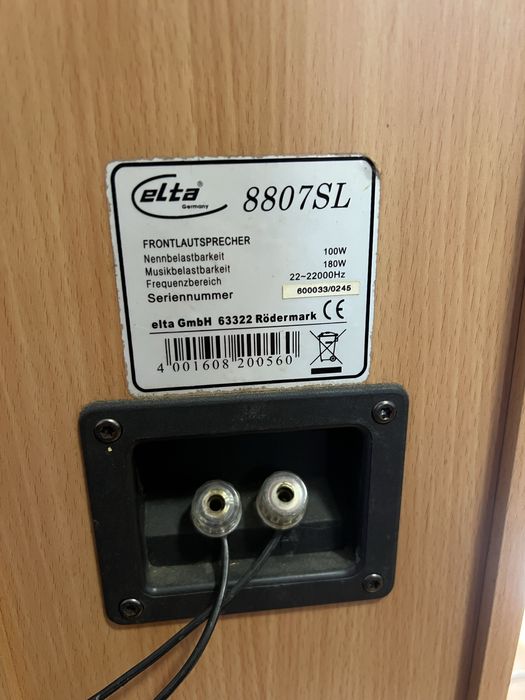 elta®
Germany
8807SL
FRONTLAUTSPRECHER
Nennbelastbarkeit 100W
Musikbelastbarkeit 180W
Frequenzbereich 22~22000Hz
Seriennummer 600033/0245
elta GmbH 63322 Rödermark CE
4 001608 200560